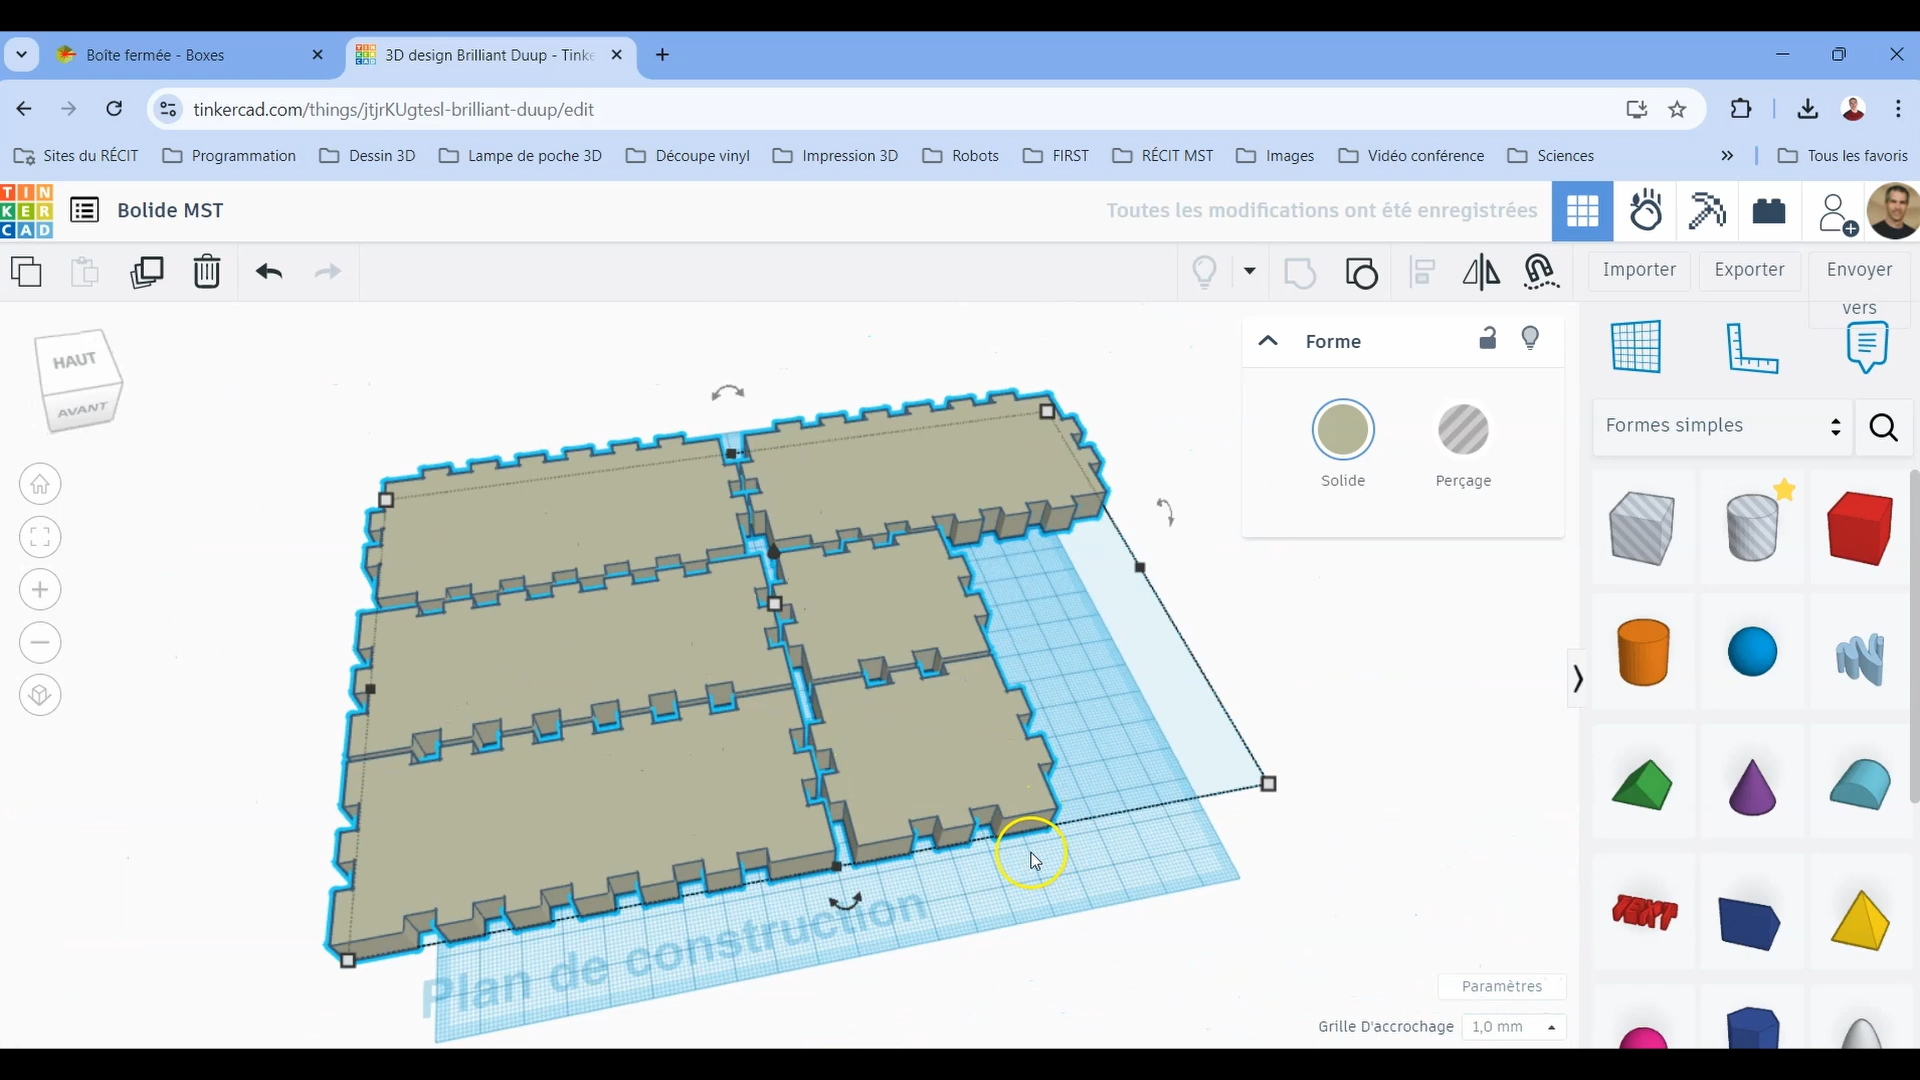 Boîte fermée - Boxes
3D design Brilliant Duup - Tinke
tinkercad.com/things/jtjrKUgtesl-brilliant-duup/edit
Sites du RÉCIT
Programmation
Dessin 3D
Lampe de poche 3D
Découpe vinyl
Impression 3D
Robots
FIRST
RÉCIT MST
Images
Vidéo conférence
Sciences
Tous les favoris
TIN
KER
CAD
Bolide MST
Toutes les modifications ont été enregistrées
Importer
Exporter
Envoyer
vers
HAUT
AVANT
Forme
Solide
Perçage
Formes simples
TEXT
Plan de construction
Paramètres
Grille D'accrochage
1,0 mm